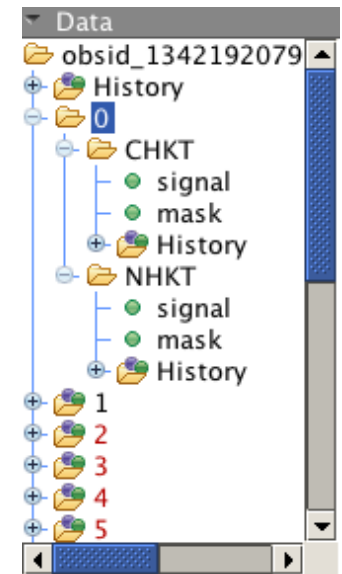 Data
obsid_1342192079
History
0
CHKT
signal
mask
History
NHKT
signal
mask
History
1
2
3
4
5